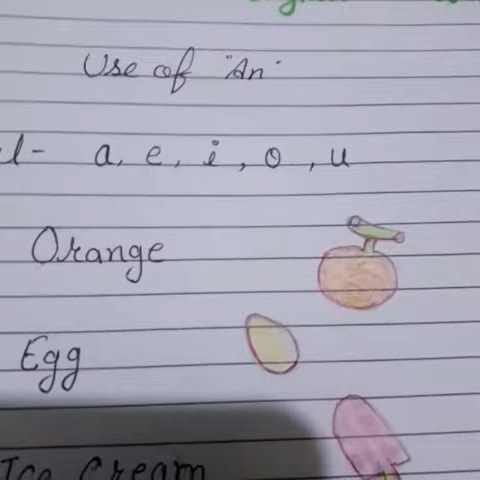 Use of "An"
a, e, i, o, u
Orange
Egg
Ice Cream